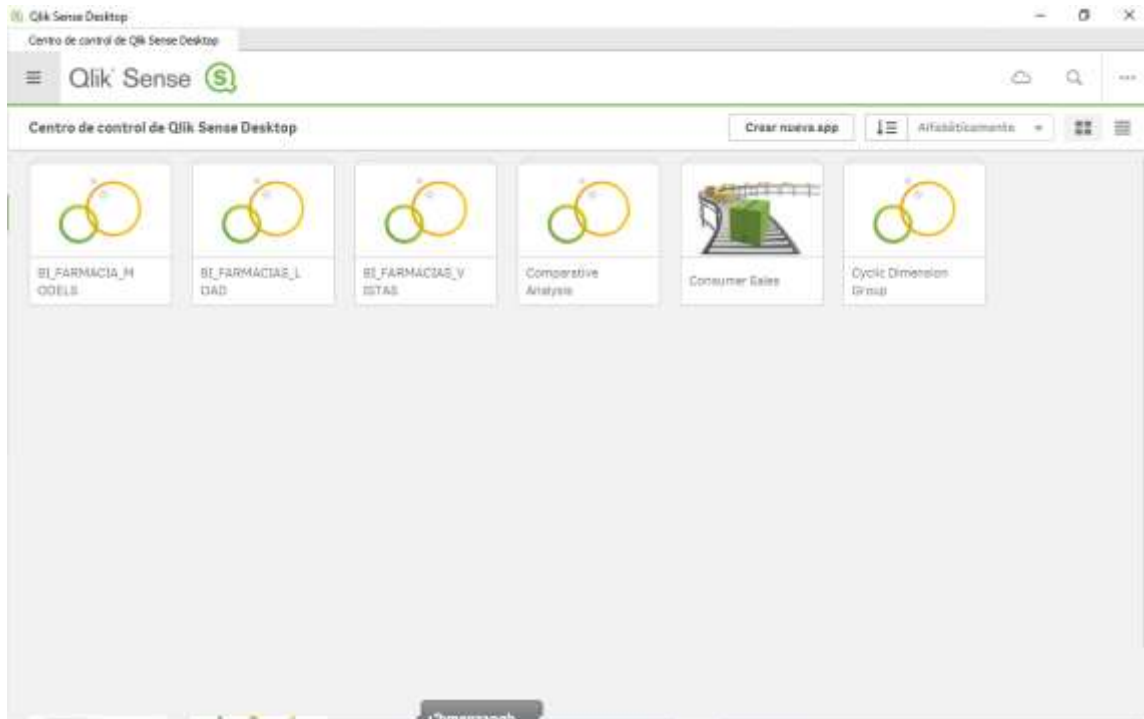 Qlik Sense Desktop
Centro de control de Qlik Sense Desktop
Qlik Sense
Centro de control de Qlik Sense Desktop
Crear nueva app
Alfabéticamente
BI_FARMACIA_M
ODELS
BI_FARMACIAS_L
OAD
BI_FARMACIAS_V
ISTAS
Comparative
Analysis
Consumer Sales
Cyclic Dimension
Group